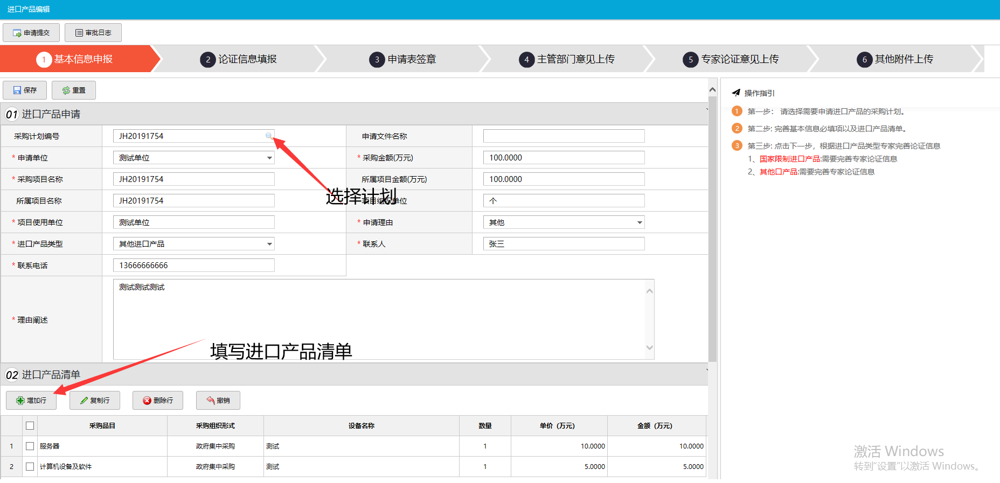 进口产品编辑
申请提交 审批日志
1 基本信息申报 2 论证信息填报 3 申请表签章 4 主管部门意见上传 5 专家论证意见上传 6 其他附件上传
保存 重置
01 进口产品申请
采购计划编号 JH20191754 申请文件名称
* 申请单位 测试单位 * 采购金额(万元) 100.0000
* 采购项目名称 JH20191754 所属项目金额(万元) 100.0000
选择计划
所属项目名称 JH20191754 项目组织单位 个
* 项目使用单位 测试单位 * 申请理由 其他
* 进口产品类型 其他进口产品 * 联系人 张三
* 联系电话 13666666666
* 理由阐述 测试测试测试
填写进口产品清单
02 进口产品清单
增加行 复制行 删除行 撤销
采购品目 采购组织形式 设备名称 数量 单价（万元） 金额（万元）
1 服务器 政府集中采购 测试 1 10.0000 10.0000
2 计算机设备及软件 政府集中采购 测试 1 5.0000 5.0000
操作指引
1 第一步： 请选择需要申请进口产品的采购计划。
2 第二步: 完善基本信息必填项以及进口产品清单。
3 第三步: 点击下一步，根据进口产品类型专家完善论证信息
1、国家限制进口产品:需要完善专家论证信息
2、其他口产品:需要完善专家论证信息
激活 Windows
转到"设置"以激活 Windows。